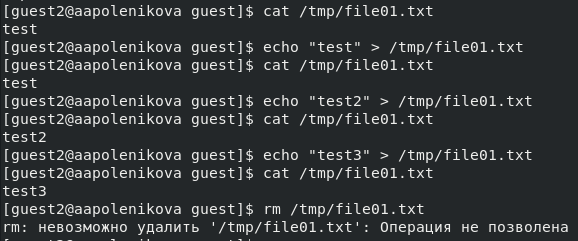 [guest2@aapolenikova guest]$ cat /tmp/file01.txt
test
[guest2@aapolenikova guest]$ echo "test" > /tmp/file01.txt
[guest2@aapolenikova guest]$ cat /tmp/file01.txt
test
[guest2@aapolenikova guest]$ echo "test2" > /tmp/file01.txt
[guest2@aapolenikova guest]$ cat /tmp/file01.txt
test2
[guest2@aapolenikova guest]$ echo "test3" > /tmp/file01.txt
[guest2@aapolenikova guest]$ cat /tmp/file01.txt
test3
[guest2@aapolenikova guest]$ rm /tmp/file01.txt
rm: невозможно удалить '/tmp/file01.txt': Операция не позволена